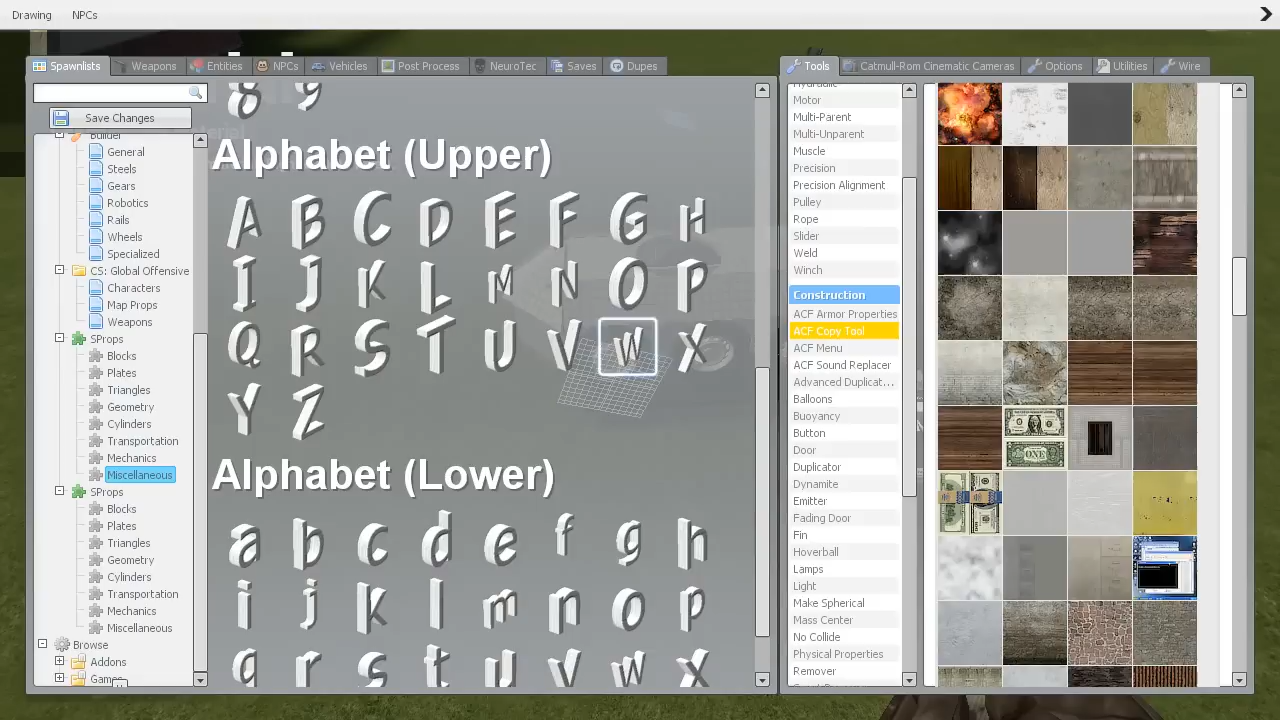 Drawing NPCs
Spawnlists Weapons Entities NPCs Vehicles Post Process NeuroTec Saves Dupes
Save Changes
Builder
General
Steels
Gears
Robotics
Rails
Wheels
Specialized
CS: Global Offensive
Characters
Map Props
Weapons
SProps
Blocks
Plates
Triangles
Geometry
Cylinders
Transportation
Mechanics
Miscellaneous
SProps
Blocks
Plates
Triangles
Geometry
Cylinders
Transportation
Mechanics
Miscellaneous
Browse
Addons
Games
8 9
Alphabet (Upper)
A B C D E F G H
I J K L M N O P
Q R S T U V W X
Y Z
Alphabet (Lower)
a b c d e f g h
i j k l m n o p
q r s t u v w x
Tools Catmull-Rom Cinematic Cameras Options Utilities Wire
Hydraulic
Motor
Multi-Parent
Multi-Unparent
Muscle
Precision
Precision Alignment
Pulley
Rope
Slider
Weld
Winch
Construction
ACF Armor Properties
ACF Copy Tool
ACF Menu
ACF Sound Replacer
Advanced Duplicat...
Balloons
Buoyancy
Button
Door
Duplicator
Dynamite
Emitter
Fading Door
Fin
Hoverball
Lamps
Light
Make Spherical
Mass Center
No Collide
Physical Properties
Remover
ONE